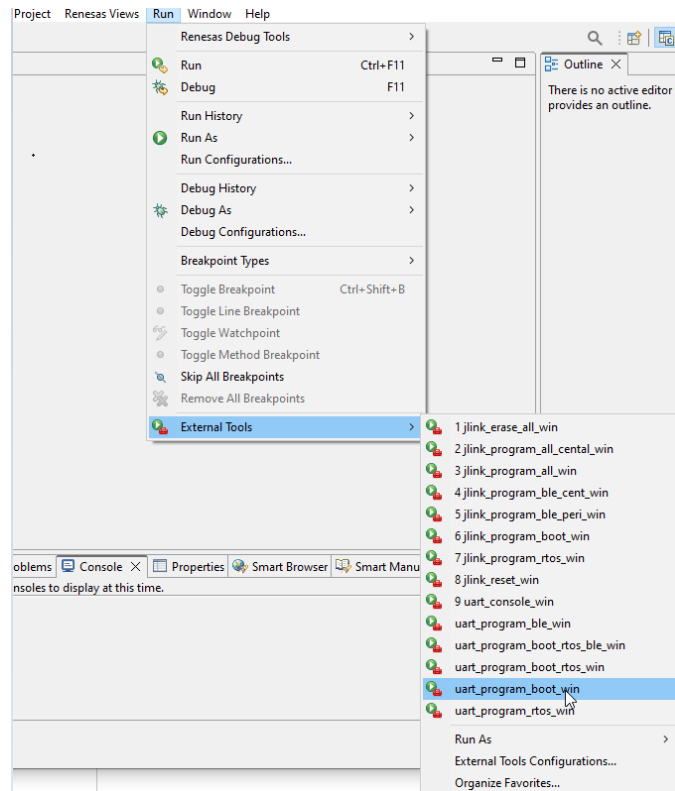 Project Renesas Views Run Window Help
Renesas Debug Tools
Run Ctrl+F11
Debug F11
Run History
Run As
Run Configurations...
Debug History
Debug As
Debug Configurations...
Breakpoint Types
Toggle Breakpoint Ctrl+Shift+B
Toggle Line Breakpoint
Toggle Watchpoint
Toggle Method Breakpoint
Skip All Breakpoints
Remove All Breakpoints
External Tools
Outline
There is no active editor
provides an outline.
1 jlink_erase_all_win
2 jlink_program_all_cental_win
3 jlink_program_all_win
4 jlink_program_ble_cent_win
5 jlink_program_ble_peri_win
6 jlink_program_boot_win
7 jlink_program_rtos_win
8 jlink_reset_win
9 uart_console_win
uart_program_ble_win
uart_program_boot_rtos_ble_win
uart_program_boot_rtos_win
uart_program_boot_win
uart_program_rtos_win
Run As
External Tools Configurations...
Organize Favorites...
oblems Console Properties Smart Browser Smart Manu
nsoles to display at this time.